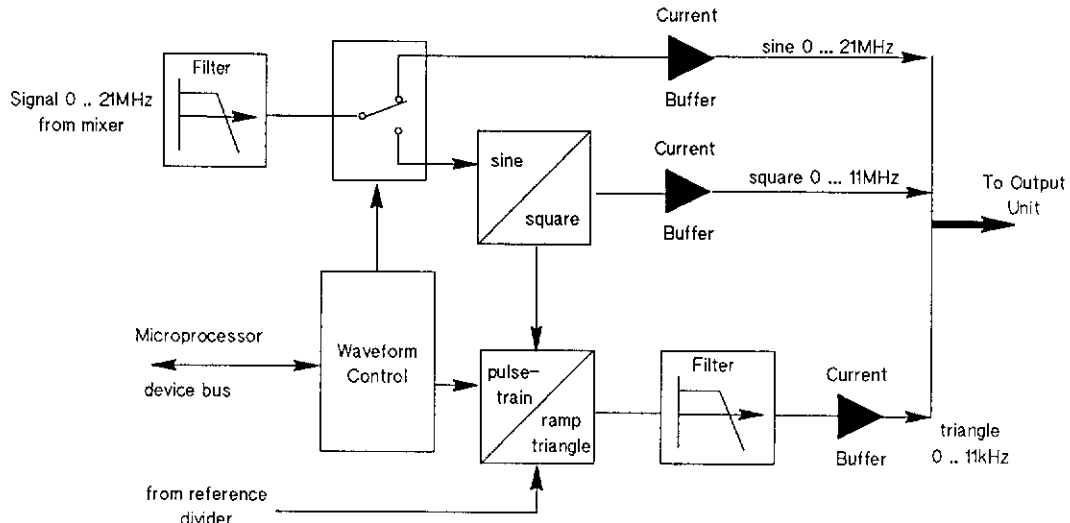 Current
sine 0 ... 21MHz
Filter
Signal 0 .. 21MHz
from mixer
Buffer
Current
sine
square 0 ... 11MHz
square
To Output
Unit
Buffer
Microprocessor
device bus
Waveform
Control
pulse-
train
ramp
triangle
Filter
Current
Buffer
triangle
0 .. 11kHz
from reference
divider